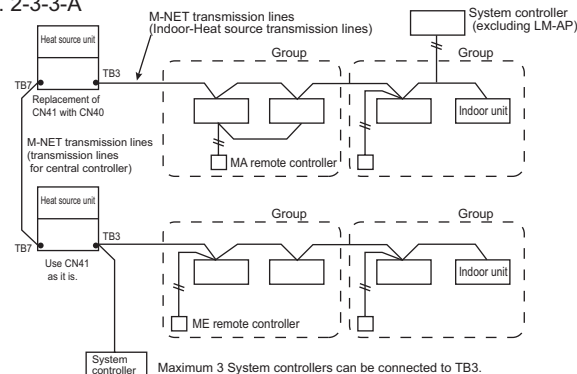 . 2-3-3-A
M-NET transmission lines
(Indoor-Heat source transmission lines)
System controller
(excluding LM-AP)
Heat source unit
TB3
TB7
Replacement of
CN41 with CN40
Group
Group
Indoor unit
MA remote controller
M-NET transmission lines
(transmission lines
for central controller)
Heat source unit
TB3
TB7
Use CN41
as it is.
Group
Group
Indoor unit
ME remote controller
System
controller
Maximum 3 System controllers can be connected to TB3.